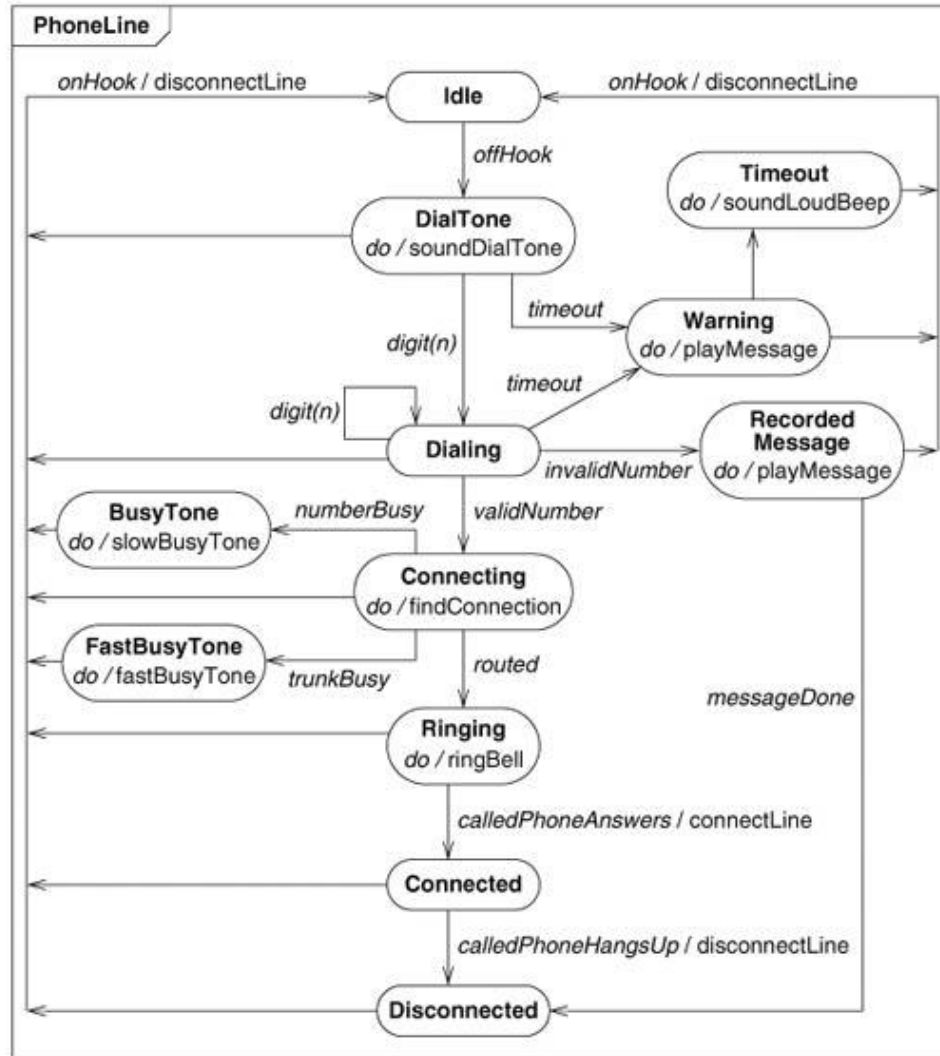 PhoneLine
onHook / disconnectLine
Idle
onHook / disconnectLine
offHook
Timeout
do / soundLoudBeep
DialTone
do / soundDialTone
timeout
Warning
do / playMessage
digit(n)
timeout
digit(n)
Recorded
Message
do / playMessage
Dialing
invalidNumber
BusyTone
do / slowBusyTone
numberBusy
validNumber
Connecting
do / findConnection
FastBusyTone
do / fastBusyTone
trunkBusy
routed
messageDone
Ringing
do / ringBell
calledPhoneAnswers / connectLine
Connected
calledPhoneHangsUp / disconnectLine
Disconnected